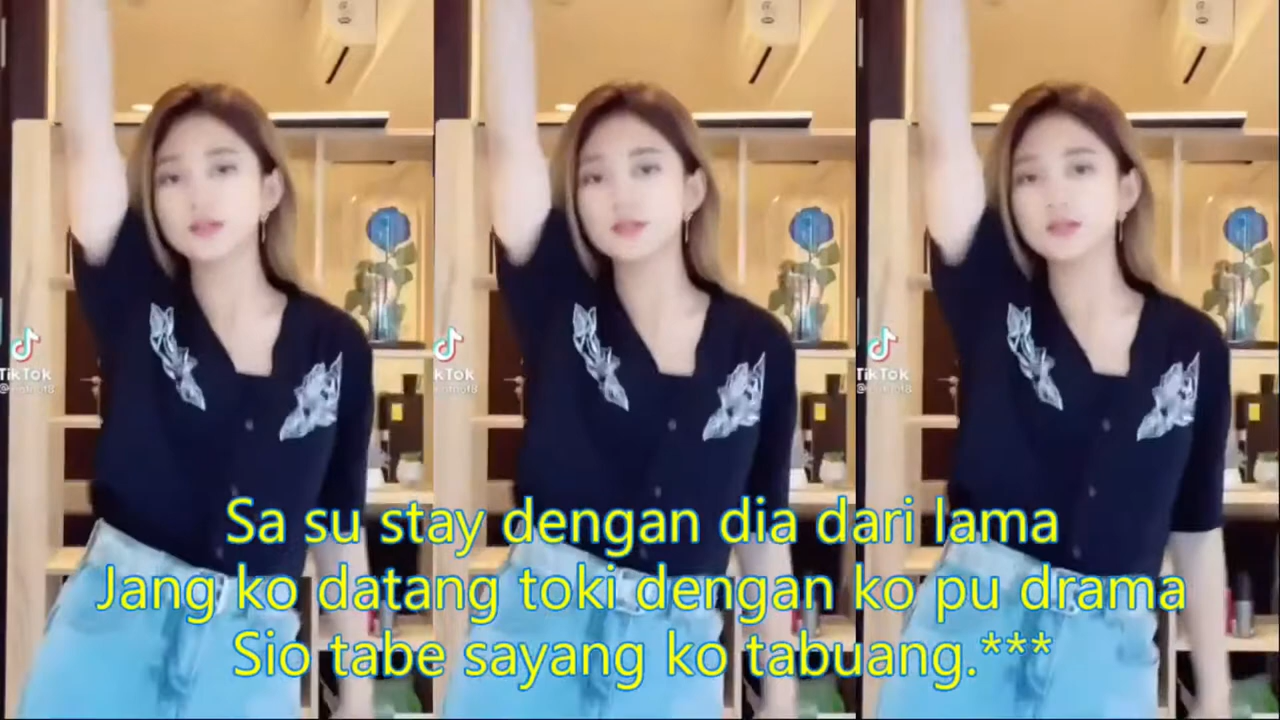 TikTok
kTok
TikTok
Sa su stay dengan dia dari lama
Jang ko datang toki dengan ko pu drama
Sio tabe sayang ko tabuang.***